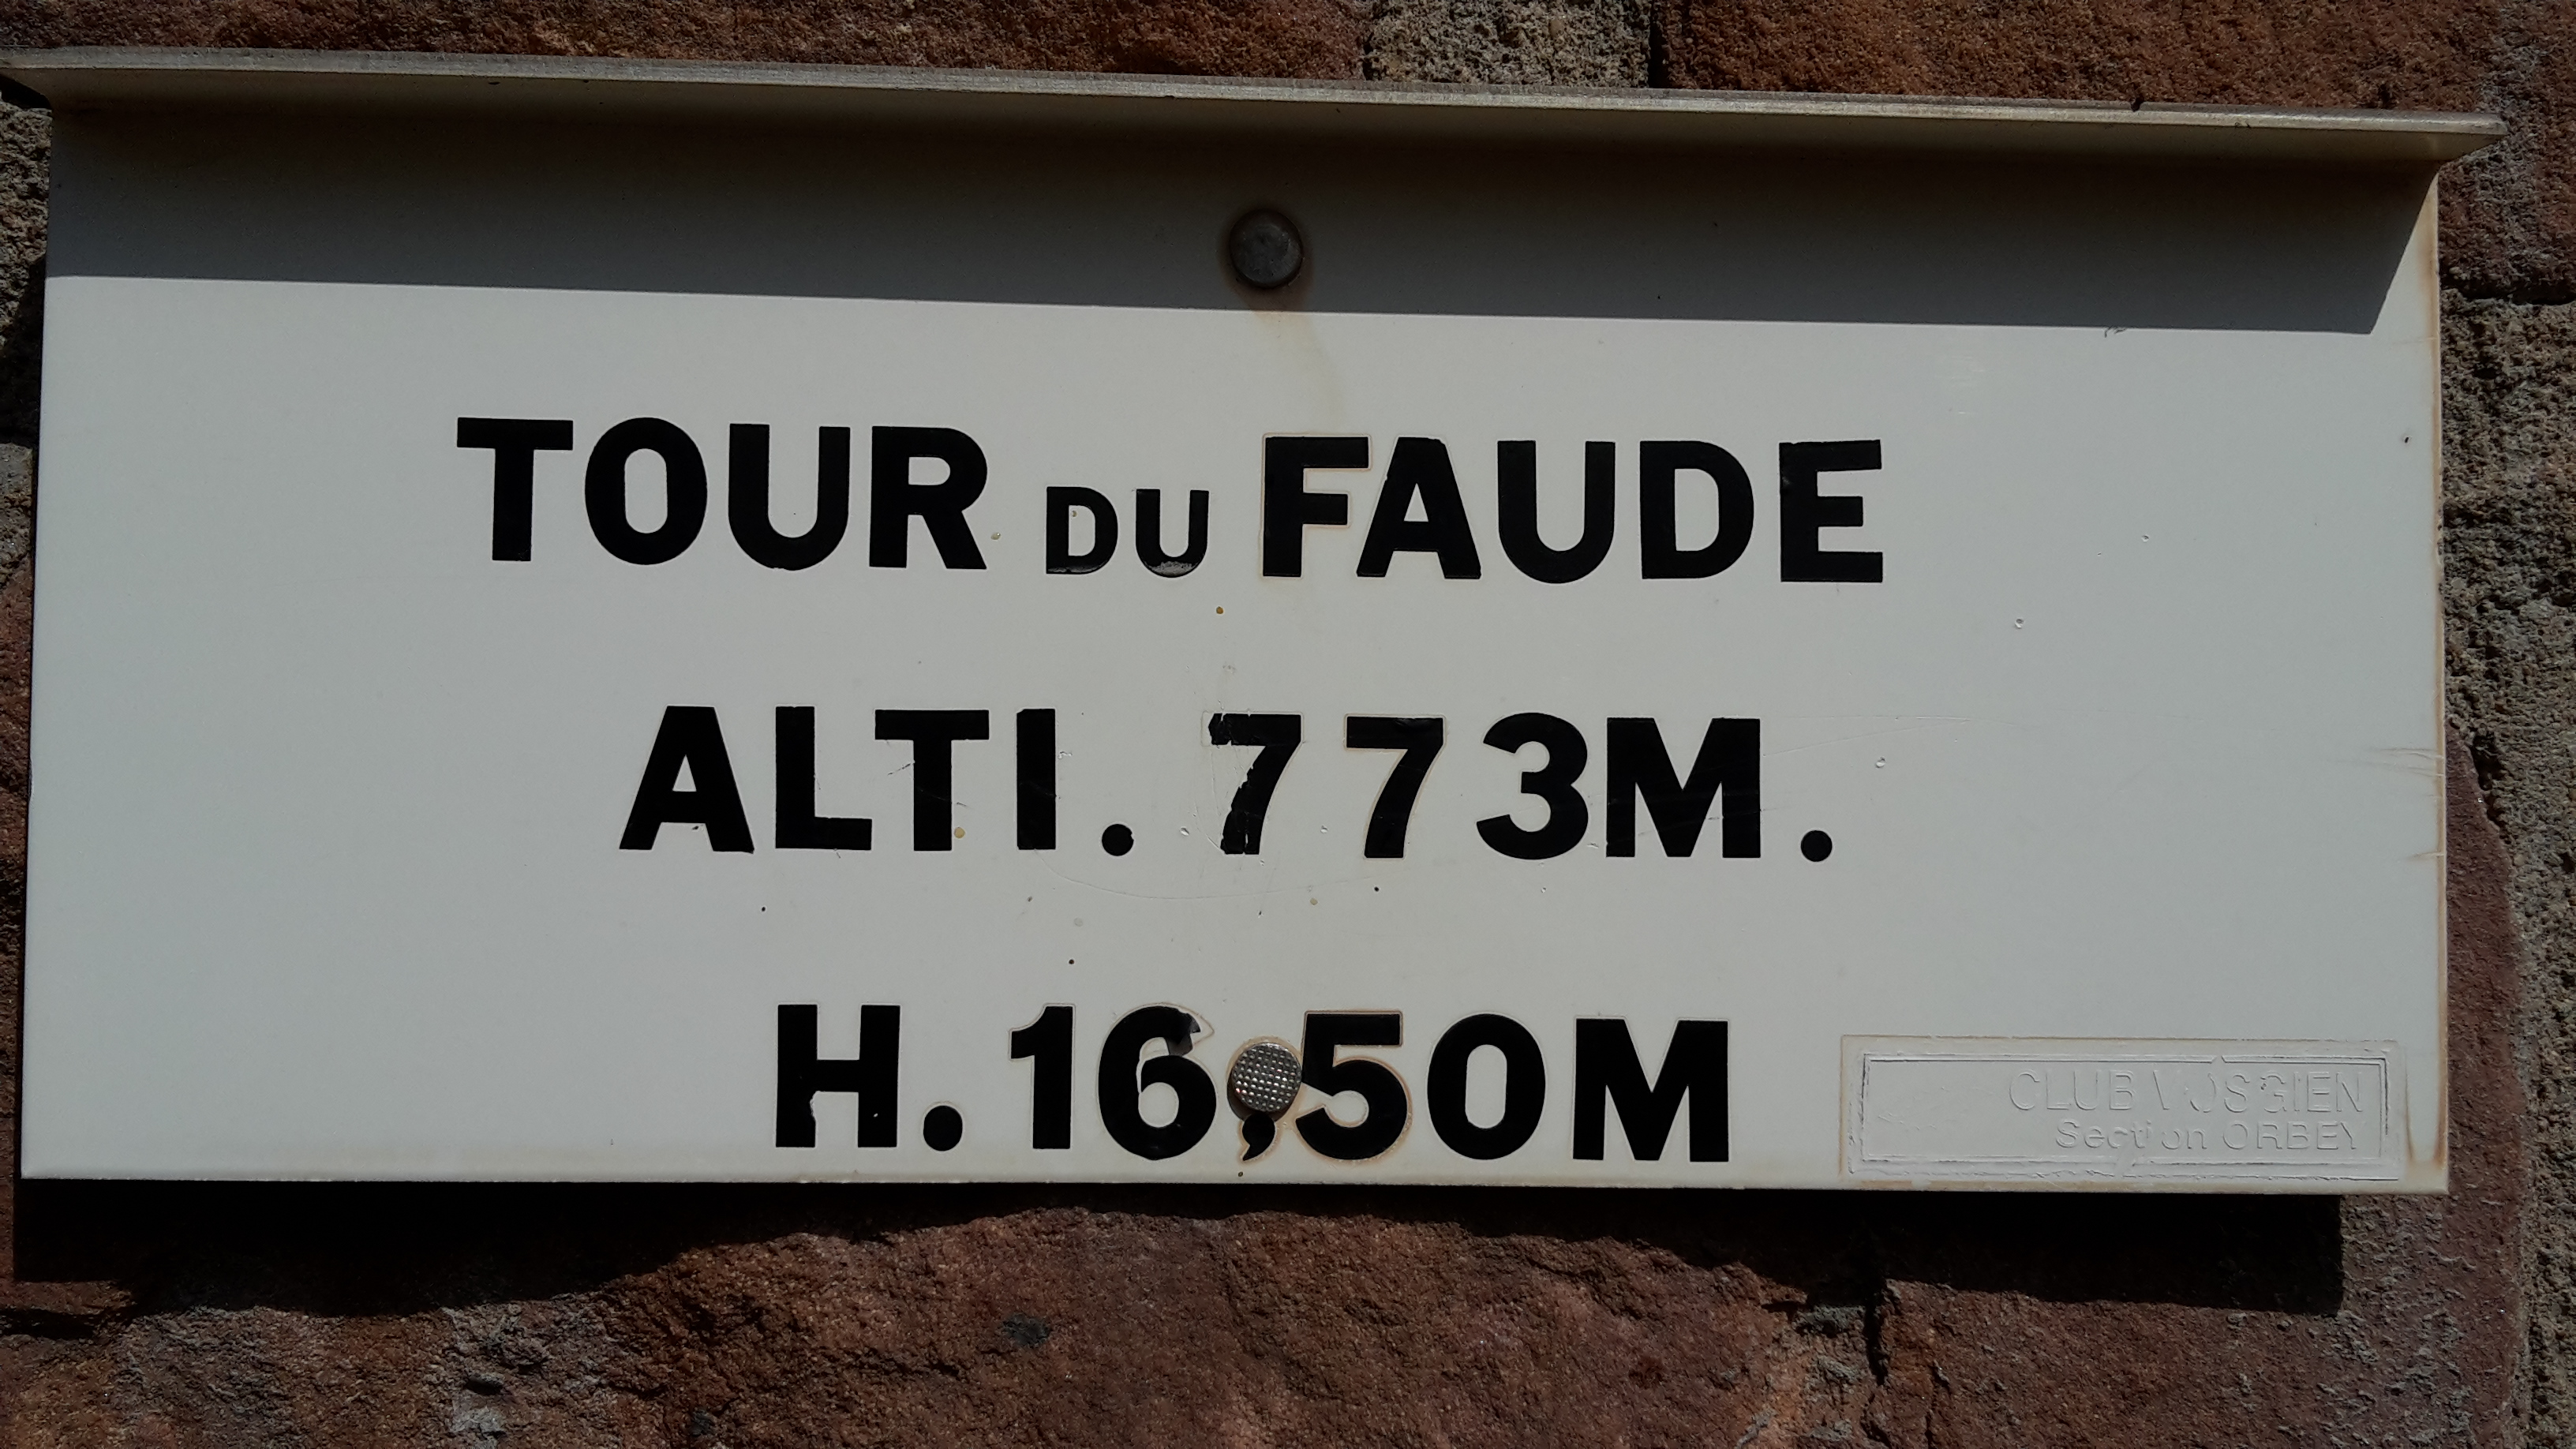 TOUR DU FAUDE
ALTI. 773M.
H. 16,50M
CLUB VOSGIEN
Section ORBEY